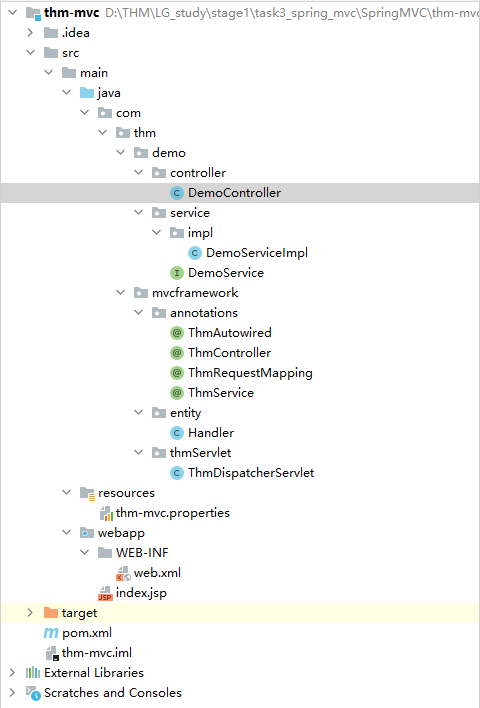 thm-mvc D:\THM\LG_study\stage1\task3_spring_mvc\SpringMVC\thm-mvc
.idea
src
main
java
com
thm
demo
controller
C DemoController
service
impl
C DemoServiceImpl
I DemoService
mvcframework
annotations
@ ThmAutowired
@ ThmController
@ ThmRequestMapping
@ ThmService
entity
C Handler
thmServlet
C ThmDispatcherServlet
resources
thm-mvc.properties
webapp
WEB-INF
web.xml
JSP index.jsp
target
m pom.xml
thm-mvc.iml
External Libraries
Scratches and Consoles